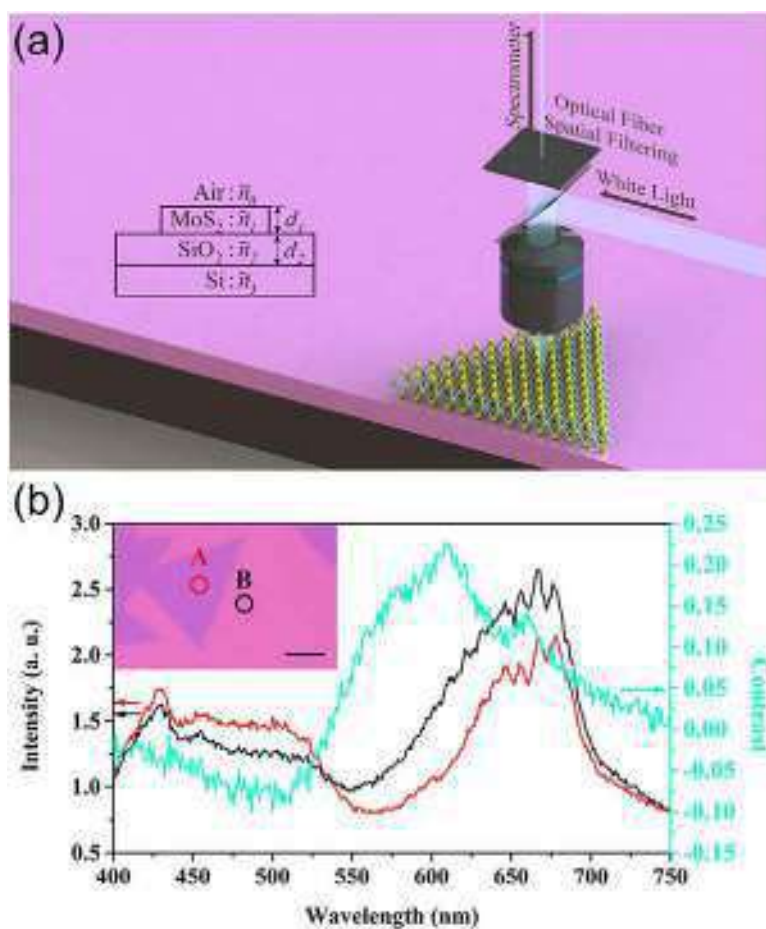 (a)
Spectrometer
Optical Fiber
Spatial Filtering
White Light
Air : ñ₀
MoS₂ : ñ₁ d₁
SiO₂ : ñ₂ d₂
Si : ñ₃
(b)
3.0
2.5
2.0
1.5
1.0
0.5
Intensity (a. u.)
A
B
0.25
0.20
0.15
0.10
0.05
0.00
-0.05
-0.10
-0.15
Contrast
400 450 500 550 600 650 700 750
Wavelength (nm)